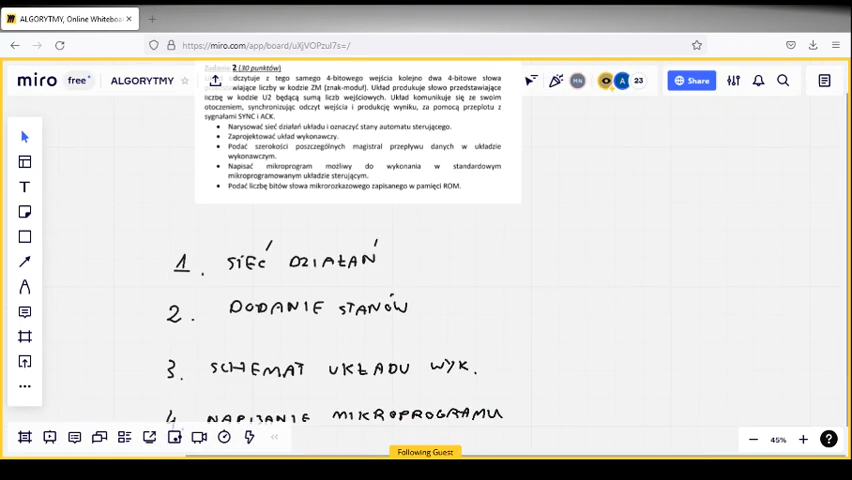 ALGORYTMY, Online Whiteboa
https://miro.com/app/board/uXjVOPzuI7s=/
miro free ALGORYTMY MN A 23 Share
Zadanie 2 (30 punktów)
odczytuje z tego samego 4-bitowego wejścia kolejno dwa 4-bitowe słowa
wiające liczby w kodzie ZM (znak-moduł). Układ produkuje słowo przedstawiające
liczbę w kodzie U2 będącą sumą liczb wejściowych. Układ komunikuje się ze swoim
otoczeniem, synchronizując odczyt wejścia i produkcję wyniku, za pomocą przeplotu z
sygnałami SYNC i ACK.
• Narysować sieć działań układu i oznaczyć stany automatu sterującego.
• Zaprojektować układ wykonawczy.
• Podać szerokości poszczególnych magistral przepływu danych w układzie
wykonawczym.
• Napisać mikroprogram możliwy do wykonania w standardowym
mikroprogramowanym układzie sterującym.
• Podać liczbę bitów słowa mikrorozkazowego zapisanego w pamięci ROM.
1. SIEĆ DZIAŁAŃ
2. DODANIE STANÓW
3. SCHEMAT UKŁADU WYK.
4. NAPISANIE MIKROPROGRAMU
Following Guest
45%